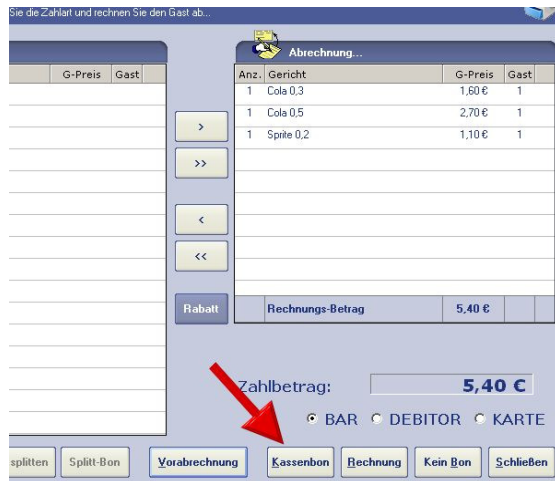 Sie die Zahlart und rechnen Sie den Gast ab...
Abrechnung...
G-Preis Gast
Anz. Gericht G-Preis Gast
1 Cola 0,3 1,60 € 1
1 Cola 0,5 2,70 € 1
1 Sprite 0,2 1,10 € 1
>
>>
<
<<
Rabatt
Rechnungs-Betrag 5,40 €
Zahlbetrag: 5,40 €
BAR DEBITOR KARTE
splitten Splitt-Bon Vorabrechnung Kassenbon Rechnung Kein Bon Schließen